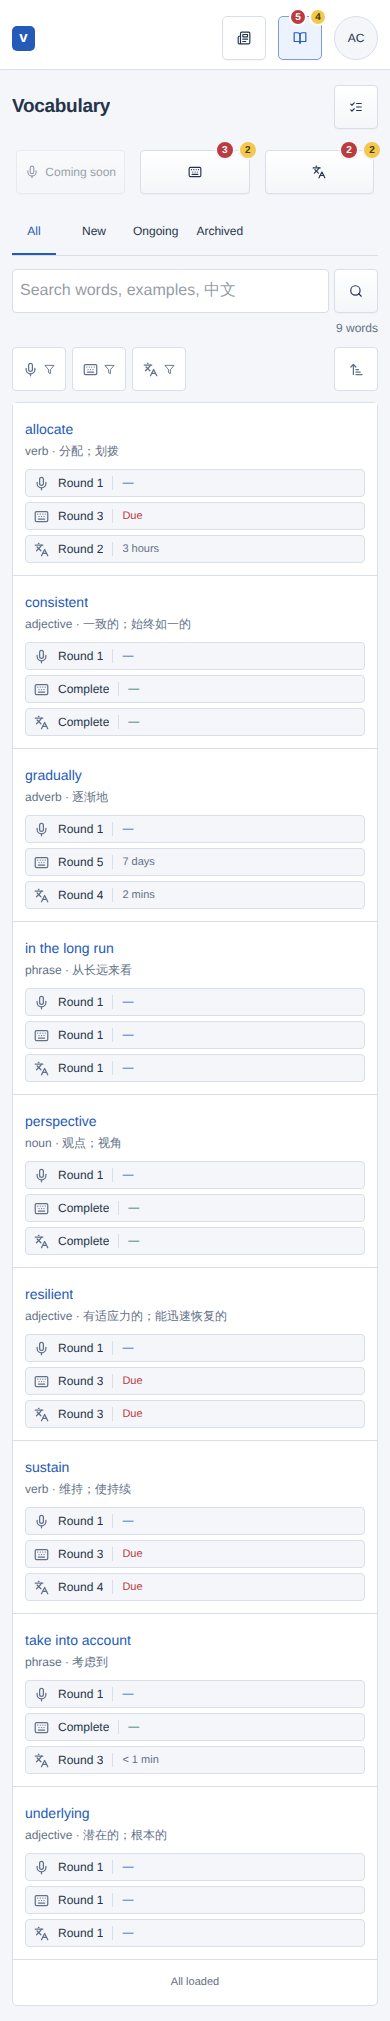 v
5
4
AC
Vocabulary
Coming soon
3
2
2
2
All
New
Ongoing
Archived
Search words, examples, 中文
9 words
allocate
verb · 分配；划拨
Round 1 —
Round 3 Due
Round 2 3 hours
consistent
adjective · 一致的；始终如一的
Round 1 —
Complete —
Complete —
gradually
adverb · 逐渐地
Round 1 —
Round 5 7 days
Round 4 2 mins
in the long run
phrase · 从长远来看
Round 1 —
Round 1 —
Round 1 —
perspective
noun · 观点；视角
Round 1 —
Complete —
Complete —
resilient
adjective · 有适应力的；能迅速恢复的
Round 1 —
Round 3 Due
Round 3 Due
sustain
verb · 维持；使持续
Round 1 —
Round 3 Due
Round 4 Due
take into account
phrase · 考虑到
Round 1 —
Complete —
Round 3 < 1 min
underlying
adjective · 潜在的；根本的
Round 1 —
Round 1 —
Round 1 —
All loaded